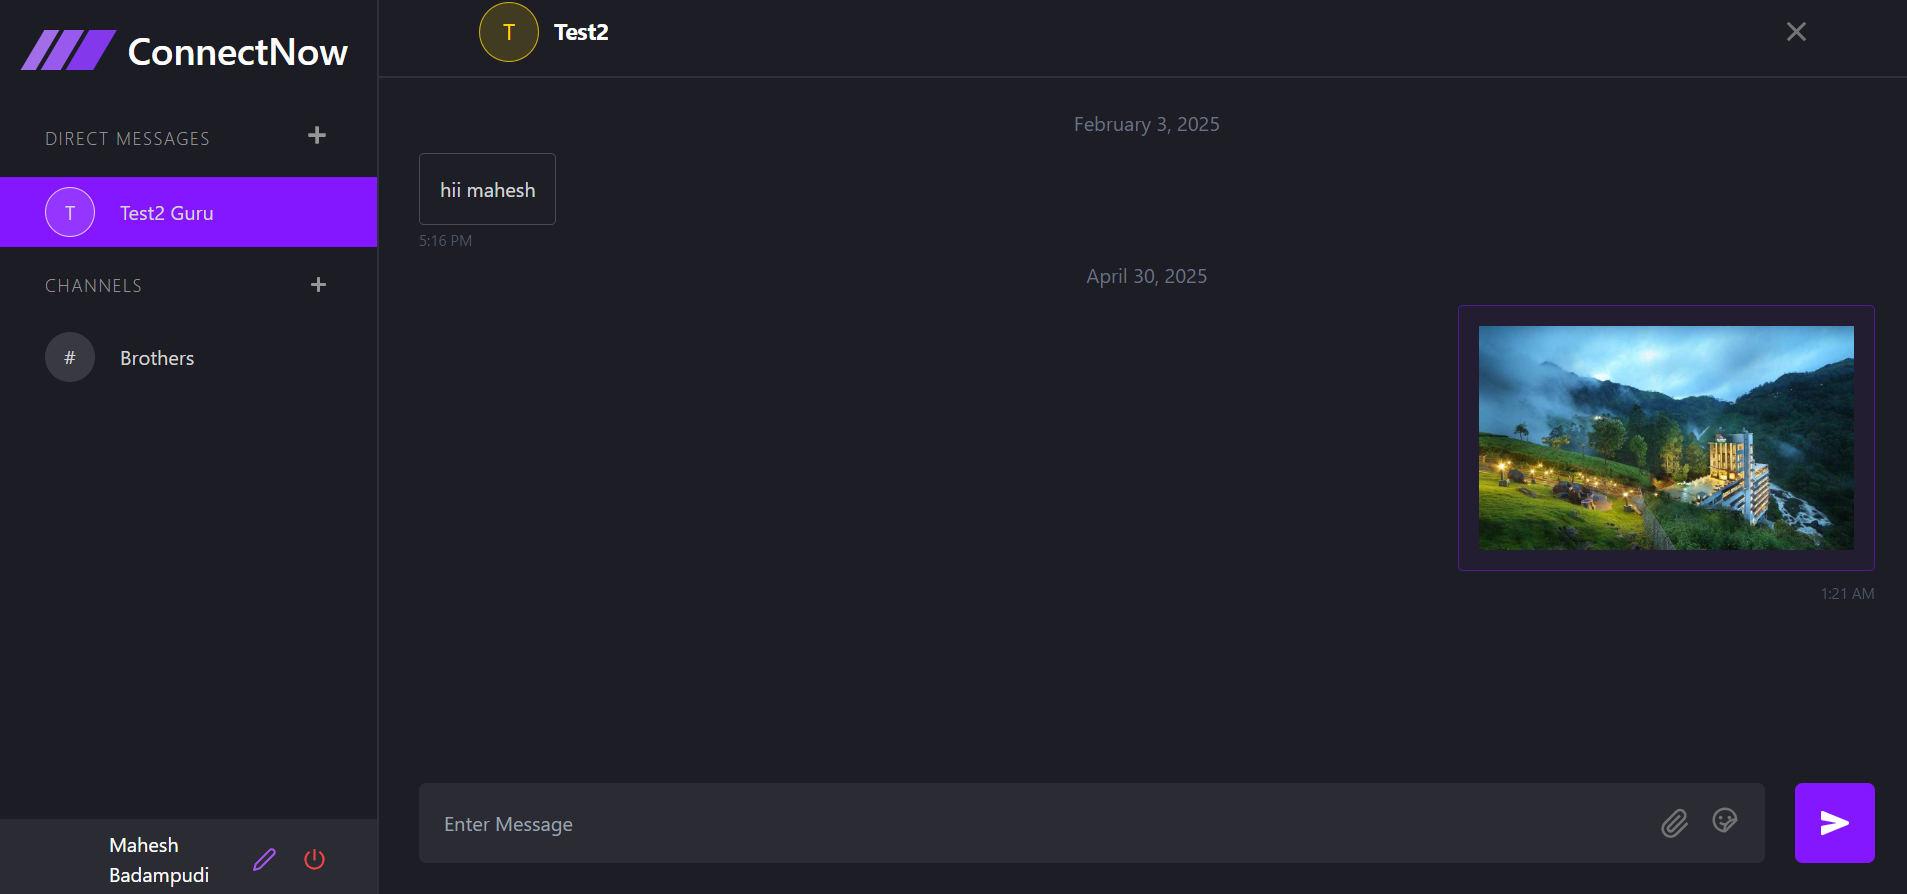 ConnectNow
DIRECT MESSAGES
T
Test2 Guru
CHANNELS
#
Brothers
Mahesh
Badampudi
T
Test2
February 3, 2025
hii mahesh
5:16 PM
April 30, 2025
1:21 AM
Enter Message